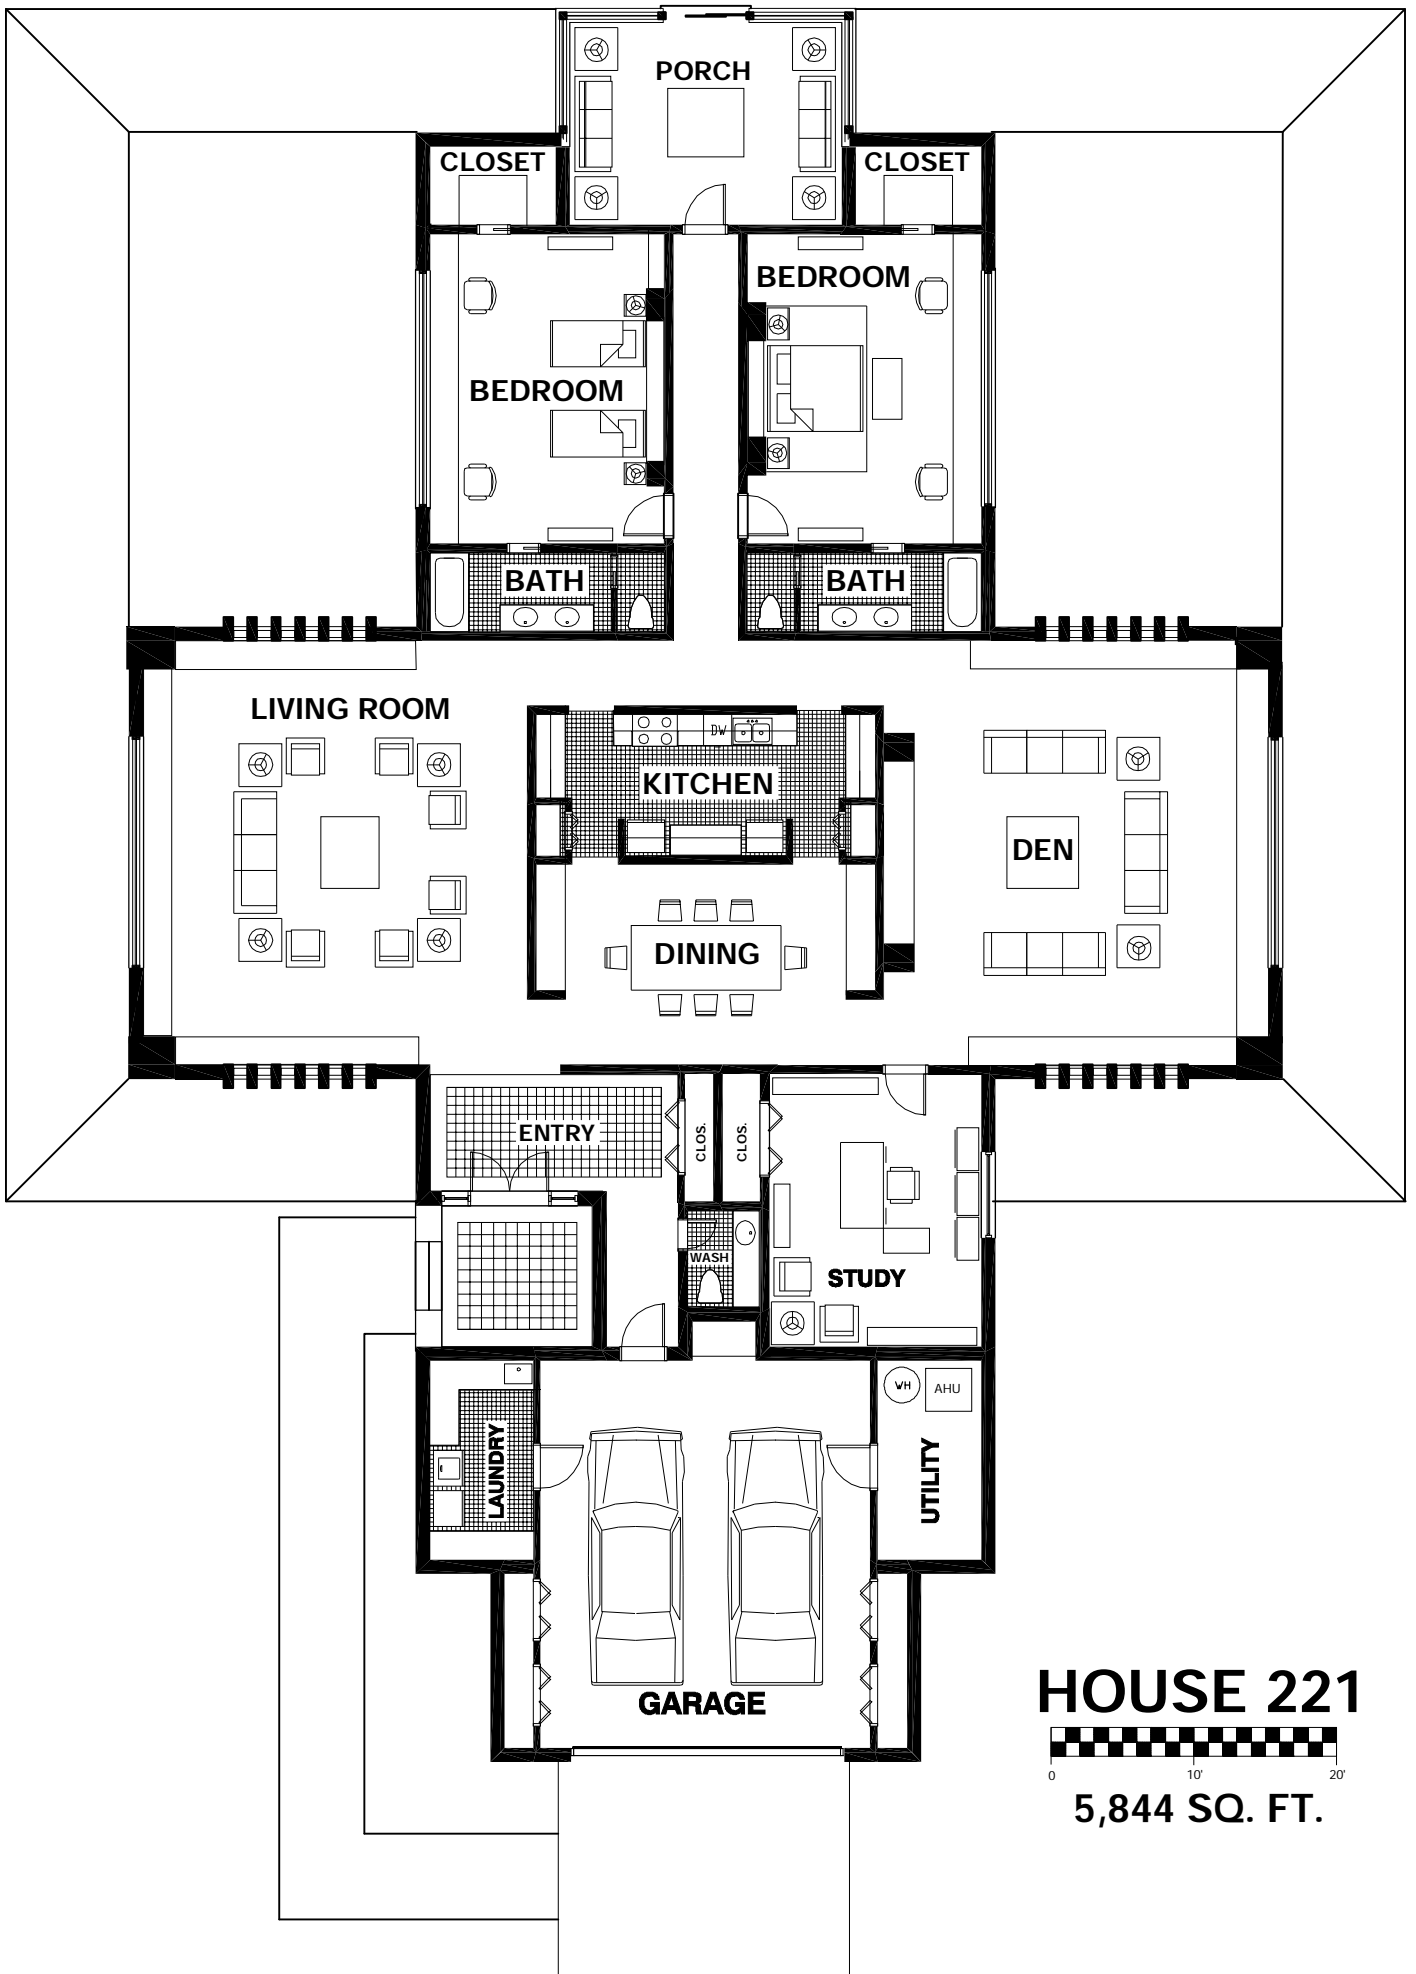 PORCH
CLOSET
CLOSET
BEDROOM
BEDROOM
BATH
BATH
LIVING ROOM
DW
KITCHEN
DEN
DINING
ENTRY
CLOS.
CLOS.
WASH
STUDY
WH
AHU
LAUNDRY
UTILITY
GARAGE
HOUSE 221
0 10' 20'
5,844 SQ. FT.